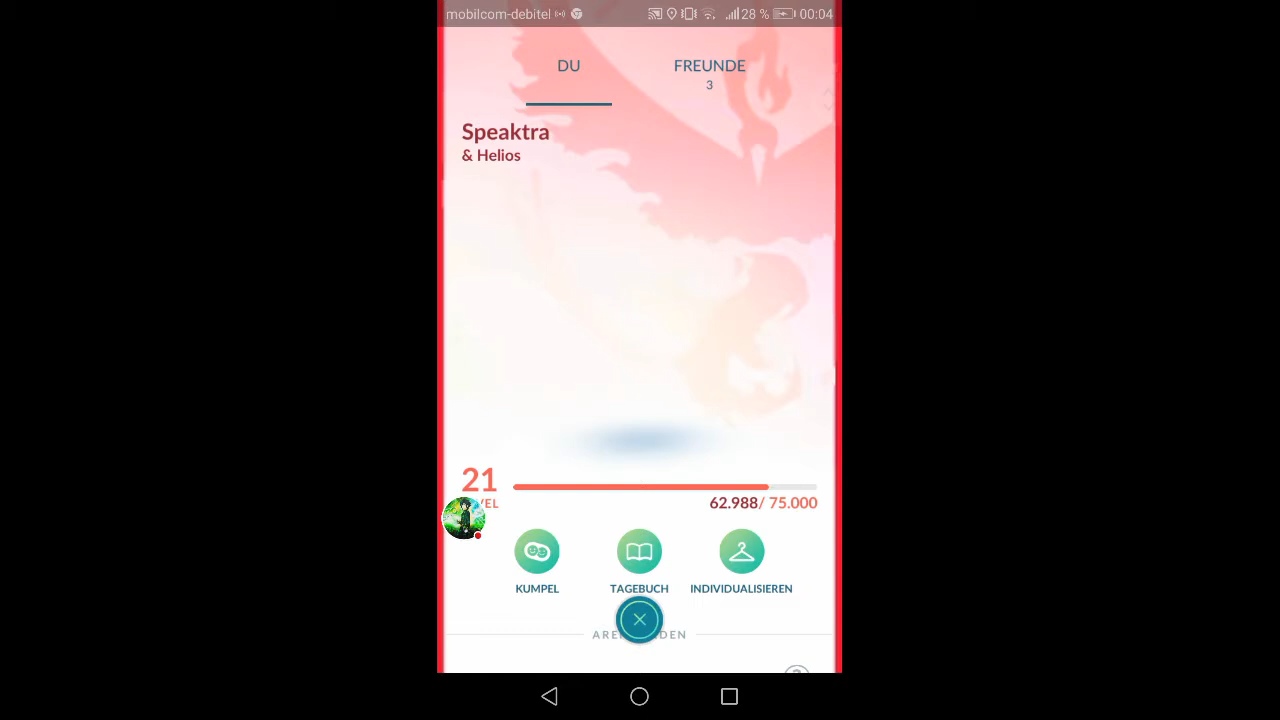 mobilcom-debitel 28 % 00:04
DU FREUNDE
3
Speaktra
& Helios
21
62.988/ 75.000
KUMPEL TAGEBUCH INDIVIDUALISIEREN